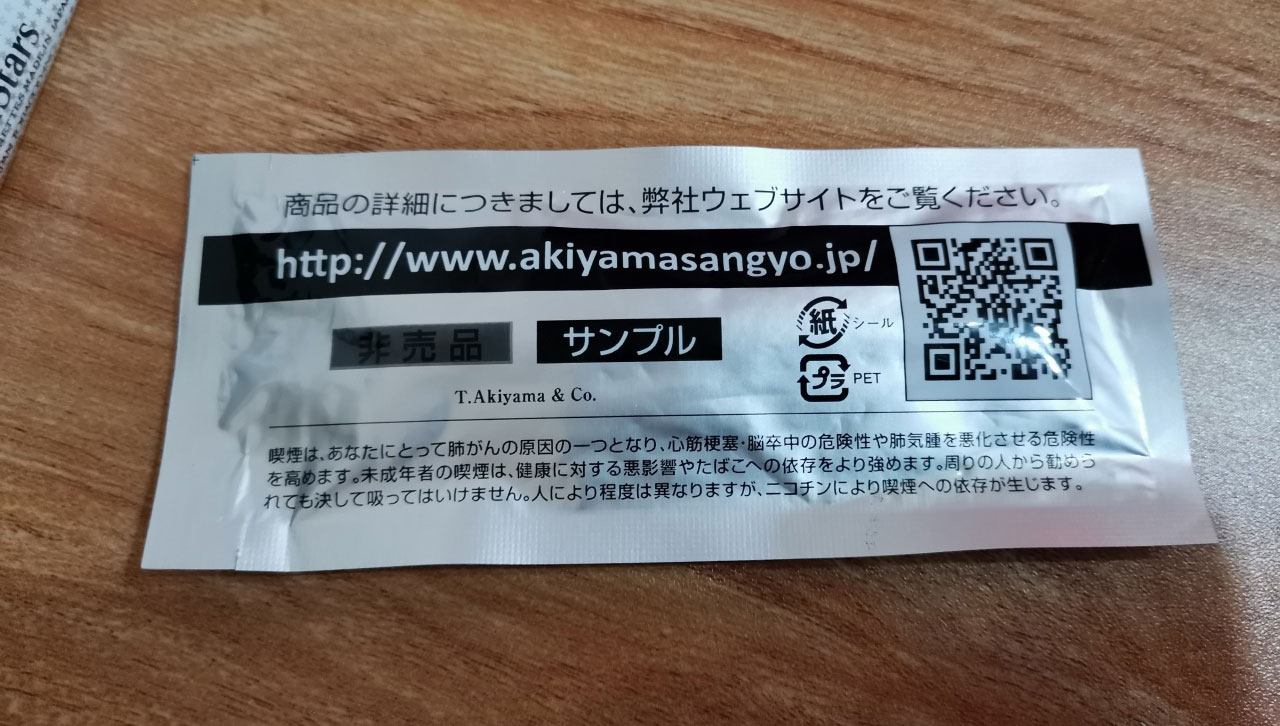 Stars
商品の詳細につきましては、弊社ウェブサイトをご覧ください。
http://www.akiyamasangyo.jp/
非売品 サンプル
紙 シール
プラ PET
T.Akiyama & Co.
喫煙は、あなたにとって肺がんの原因の一つとなり、心筋梗塞・脳卒中の危険性や肺気腫を悪化させる危険性
を高めます。未成年者の喫煙は、健康に対する悪影響やたばこへの依存をより強めます。周りの人から勧めら
れても決して吸ってはいけません。人により程度は異なりますが、ニコチンにより喫煙への依存が生じます。